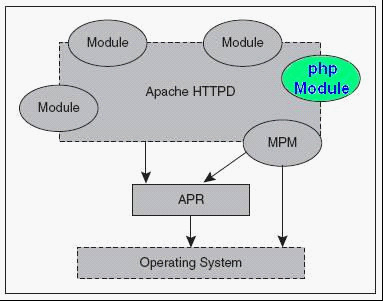 Module
Module
php
Module
Apache HTTPD
Module
MPM
APR
Operating System